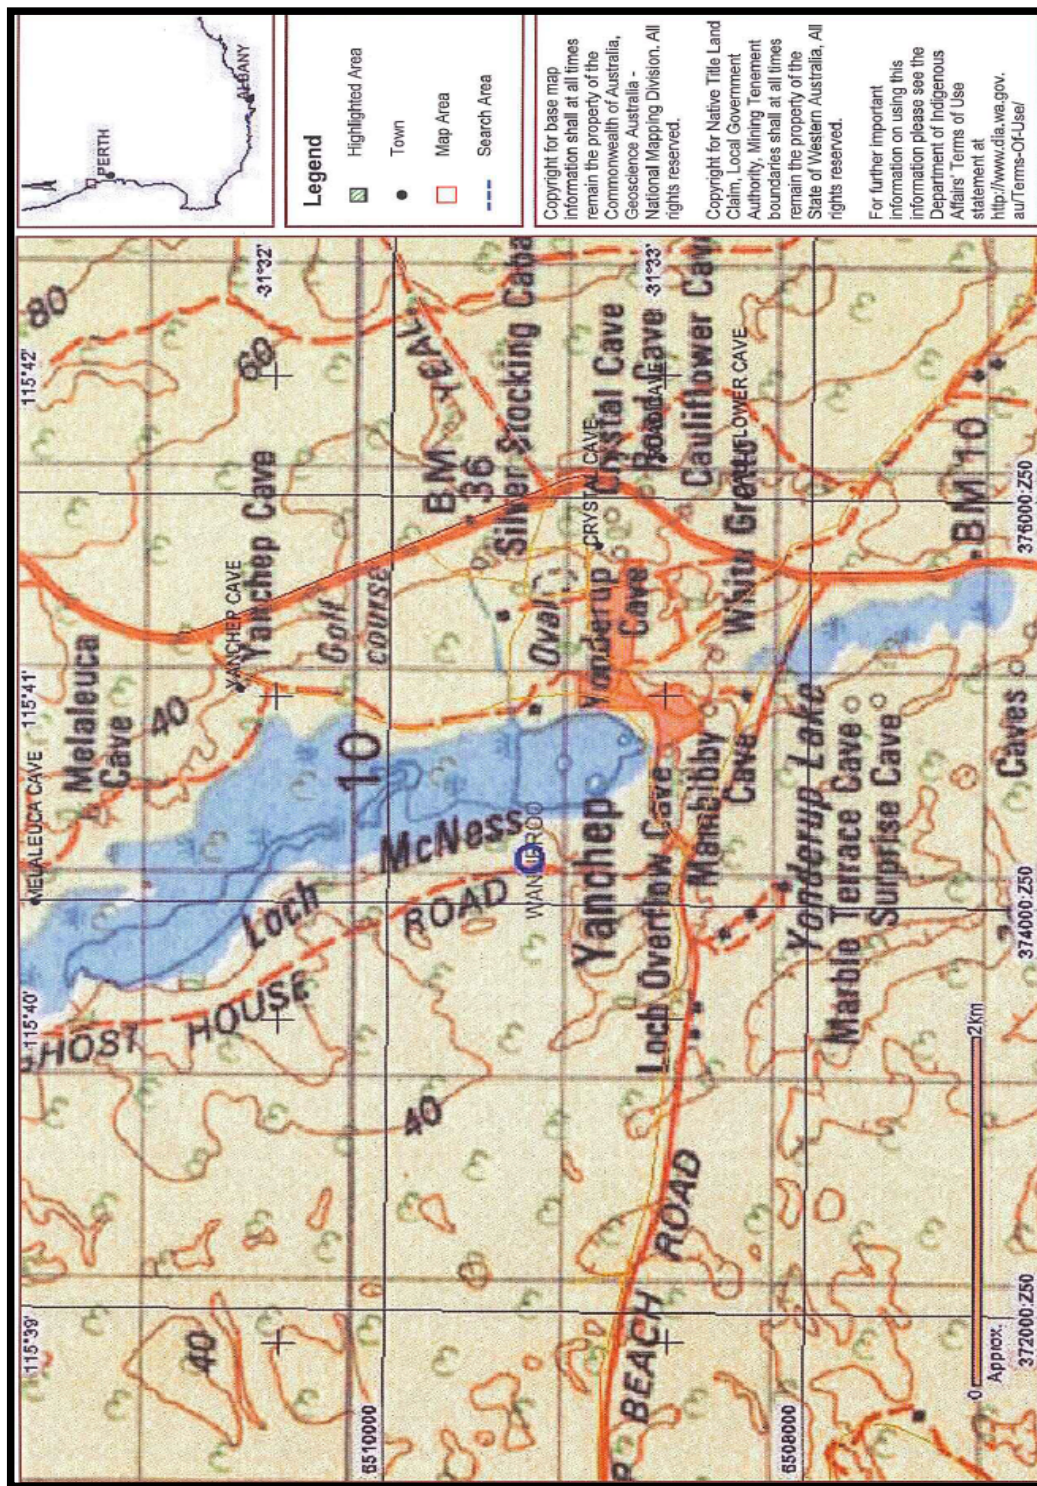 PERTH
ALBANY
Legend
Highlighted Area
Town
Map Area
Search Area
Copyright for base map
information shall at all times
remain the property of the
Commonwealth of Australia,
Geoscience Australia -
National Mapping Division. All
rights reserved.
Copyright for Native Title Land
Claim, Local Government
Authority, Mining Tenement
boundaries shall at all times
remain the property of the
State of Western Australia, All
rights reserved.
For further important
information on using this
information please see the
Department of Indigenous
Affairs' Terms of Use
statement at
http://www.dia.wa.gov.
au/Terms-Of-Use/
115°39'
115°40'
115°41'
115°42'
MELALEUCA CAVE
Melaleuca
Cave
40
80
60
-31°32'
YANCHEP CAVE
Yanchep Cave
Golf
course
10
HOST HOUSE
ROAD
Loch
McNess
BM
36
YEAL
Silver Stocking
40
40
WANNEROO
Oval
CRYSTAL CAVE
Crystal Cave
-31°33'
Yanchep
Yonderup
Cave
Loch Overflow Cave
Mambibby
Cave
Cauliflower Cave
BEACH ROAD
Yonderup Lake
Marble Terrace Cave
Surprise Cave
Caves
BM 10
6510000
6508000
0
2km
Approx.
372000:Z50
374000:Z50
376000:Z50